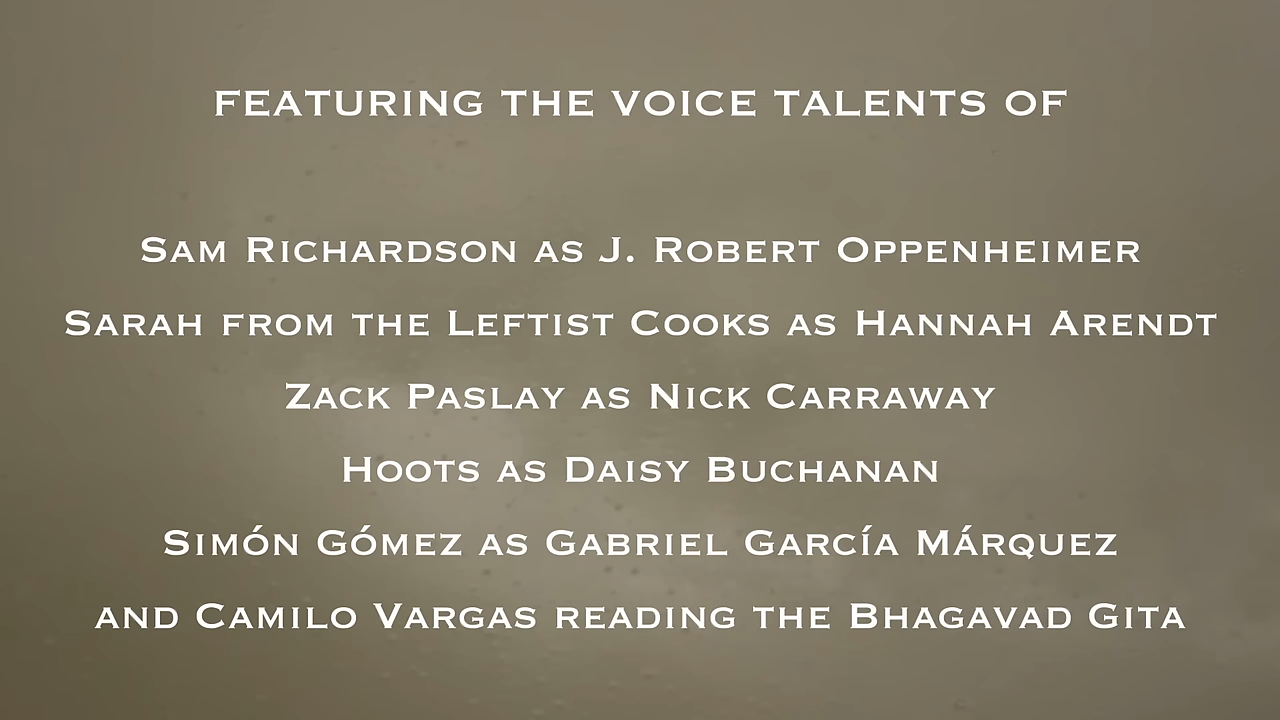 FEATURING THE VOICE TALENTS OF
Sam Richardson as J. Robert Oppenheimer
Sarah from the Leftist Cooks as Hannah Arendt
Zack Paslay as Nick Carraway
Hoots as Daisy Buchanan
Simón Gómez as Gabriel García Márquez
and Camilo Vargas reading the Bhagavad Gita